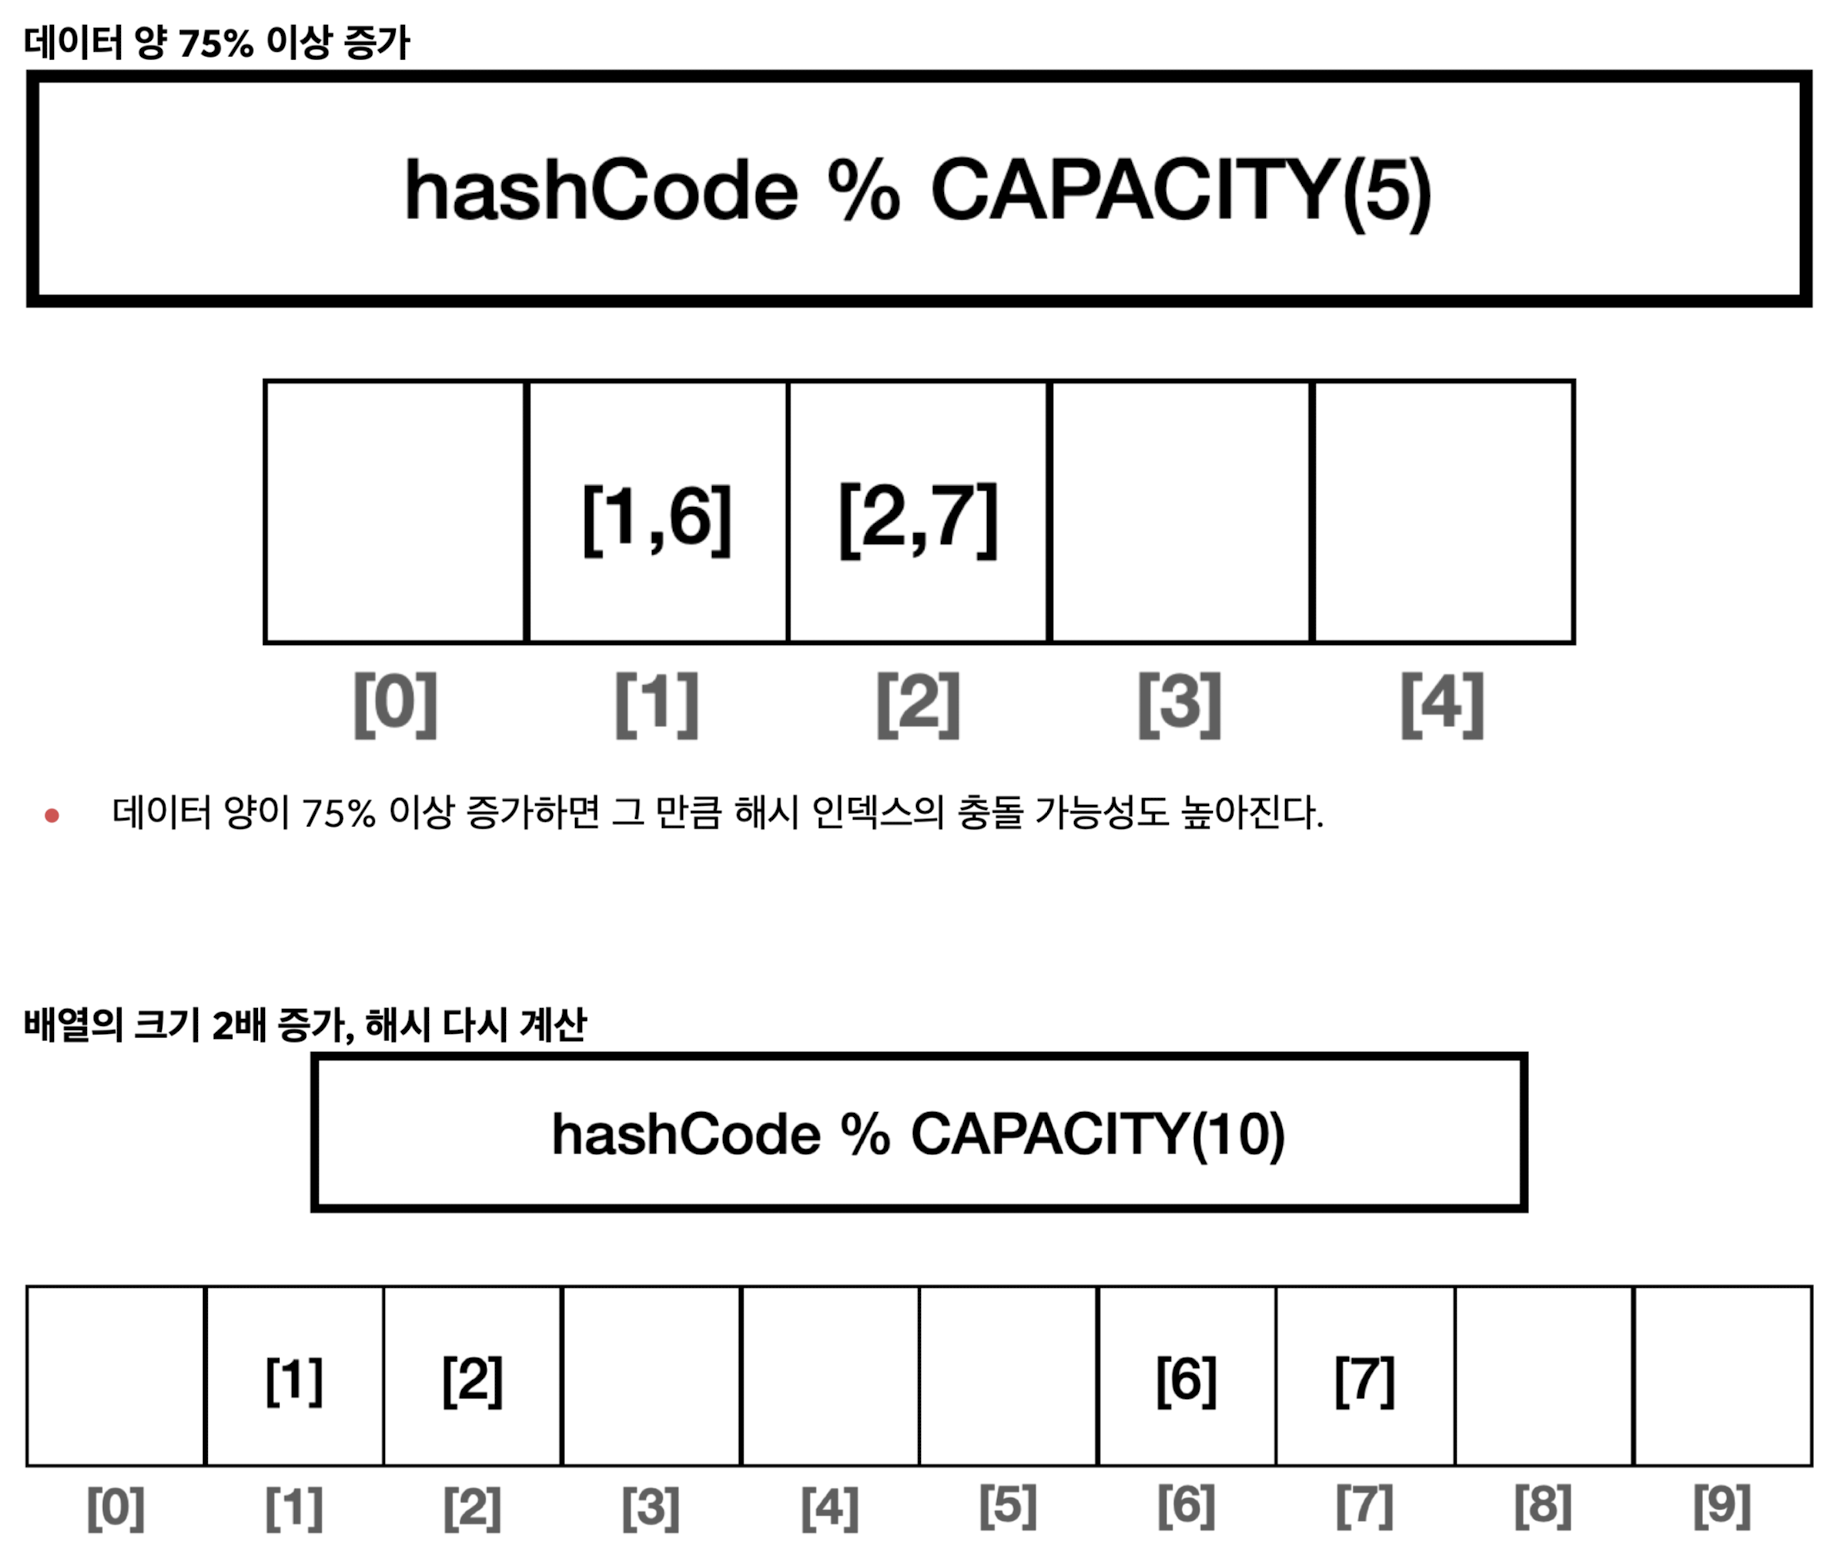 데이터 양 75% 이상 증가
hashCode % CAPACITY(5)
[1,6] [2,7]
[0] [1] [2] [3] [4]
• 데이터 양이 75% 이상 증가하면 그 만큼 해시 인덱스의 충돌 가능성도 높아진다.
배열의 크기 2배 증가, 해시 다시 계산
hashCode % CAPACITY(10)
[1] [2] [6] [7]
[0] [1] [2] [3] [4] [5] [6] [7] [8] [9]